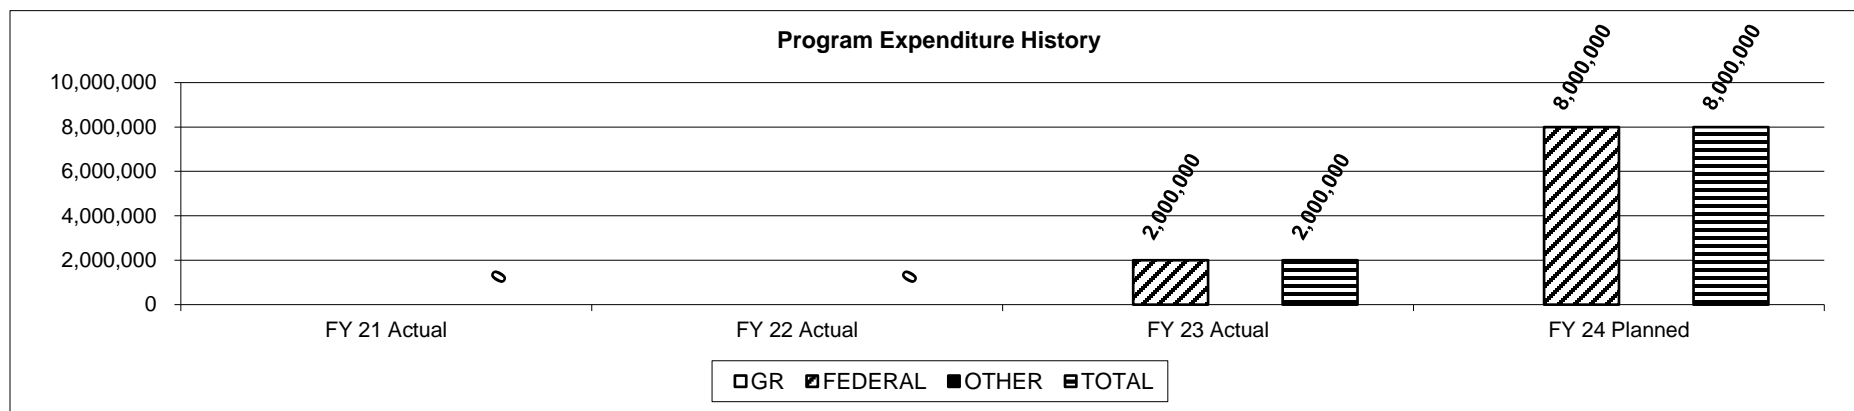 Program Expenditure History
10,000,000
8,000,000
6,000,000
4,000,000
2,000,000
0
0
0
2,000,000
2,000,000
8,000,000
8,000,000
FY 21 Actual
FY 22 Actual
FY 23 Actual
FY 24 Planned
GR FEDERAL OTHER TOTAL